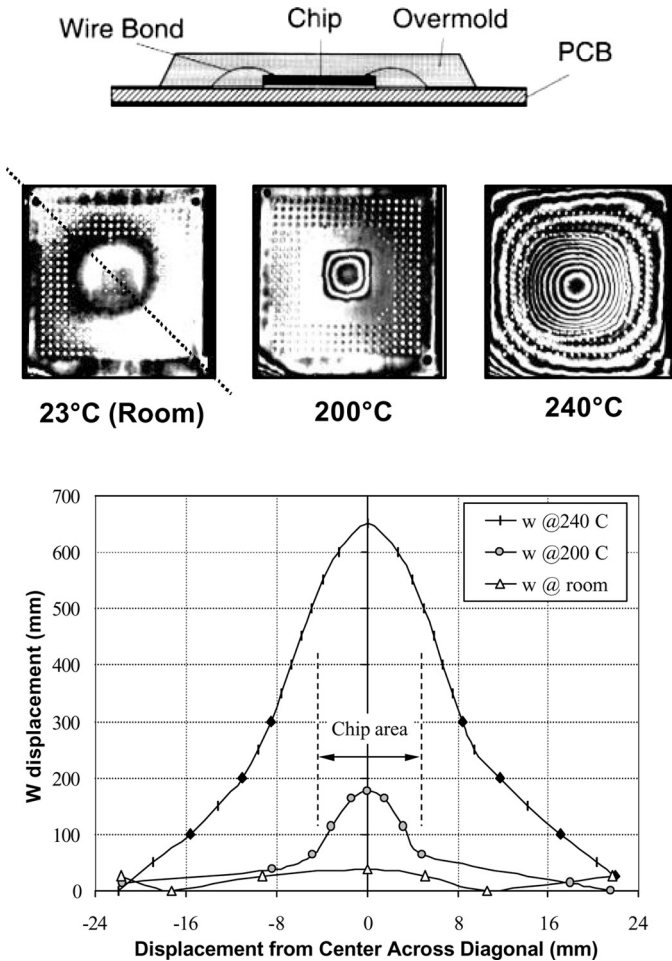 Wire Bond
Chip
Overmold
PCB
23°C (Room)
200°C
240°C
700
600
500
400
300
200
100
0
W displacement (mm)
w @240 C
w @200 C
w @ room
Chip area
-24 -16 -8 0 8 16 24
Displacement from Center Across Diagonal (mm)